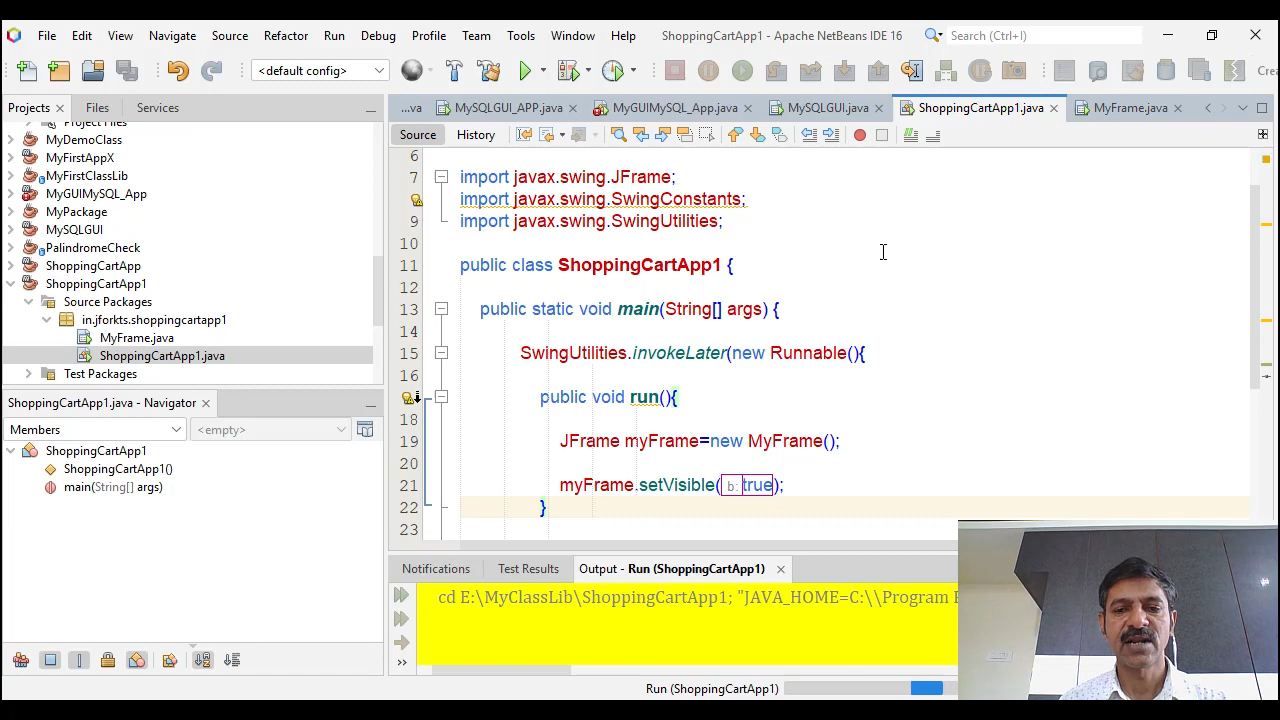 File Edit View Navigate Source Refactor Run Debug Profile Team Tools Window Help ShoppingCartApp1 - Apache NetBeans IDE 16 Search (Ctrl+I)
<default config>
Projects Files Services
...va MySQLGUI_APP.java MyGUIMySQL_App.java MySQLGUI.java ShoppingCartApp1.java MyFrame.java
Source History
Project Files
MyDemoClass
MyFirstAppX
MyFirstClassLib
MyGUIMySQL_App
MyPackage
MySQLGUI
PalindromeCheck
ShoppingCartApp
ShoppingCartApp1
Source Packages
in.jforkts.shoppingcartapp1
MyFrame.java
ShoppingCartApp1.java
Test Packages
ShoppingCartApp1.java - Navigator
Members <empty>
ShoppingCartApp1
ShoppingCartApp1()
main(String[] args)
6
7 import javax.swing.JFrame;
import javax.swing.SwingConstants;
9 import javax.swing.SwingUtilities;
10
11 public class ShoppingCartApp1 {
12
13 public static void main(String[] args) {
14
15 SwingUtilities.invokeLater(new Runnable(){
16
public void run(){
18
19 JFrame myFrame=new MyFrame();
20
21 myFrame.setVisible(b: true);
22 }
23
Notifications Test Results Output - Run (ShoppingCartApp1)
cd E:\MyClassLib\ShoppingCartApp1; "JAVA_HOME=C:\\Program
Run (ShoppingCartApp1)